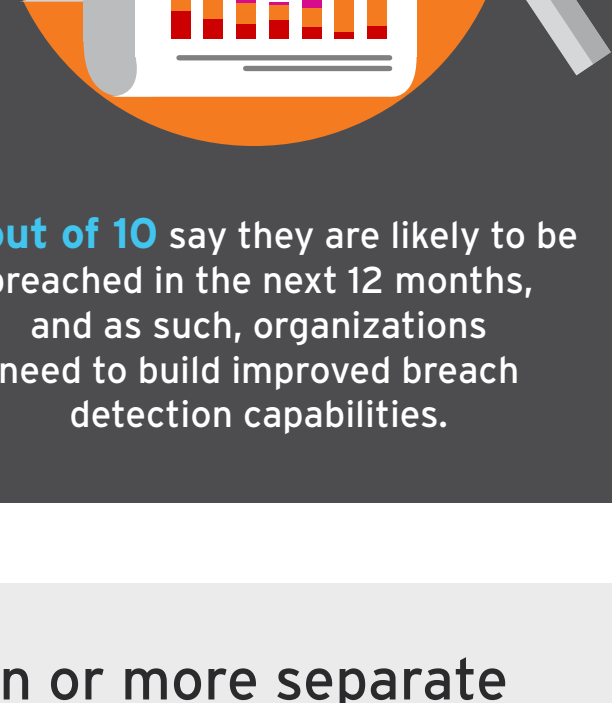 out of 10 say they are likely to be
breached in the next 12 months,
and as such, organizations
need to build improved breach
detection capabilities.
n or more separate